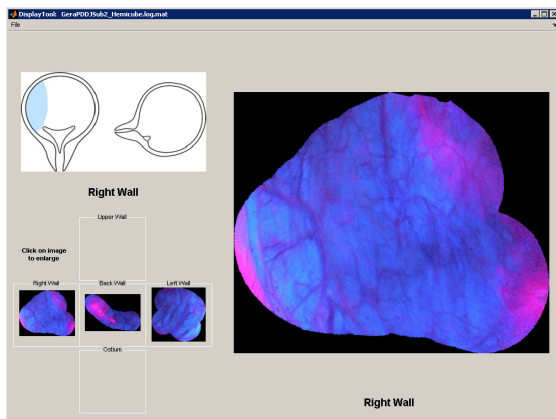 DisplayTool: GeraPDDJSub2_Hemicube.log.mat
File
Right Wall
Upper Wall
Click on image
to enlarge
Right Wall
Back Wall
Left Wall
Ostium
Right Wall